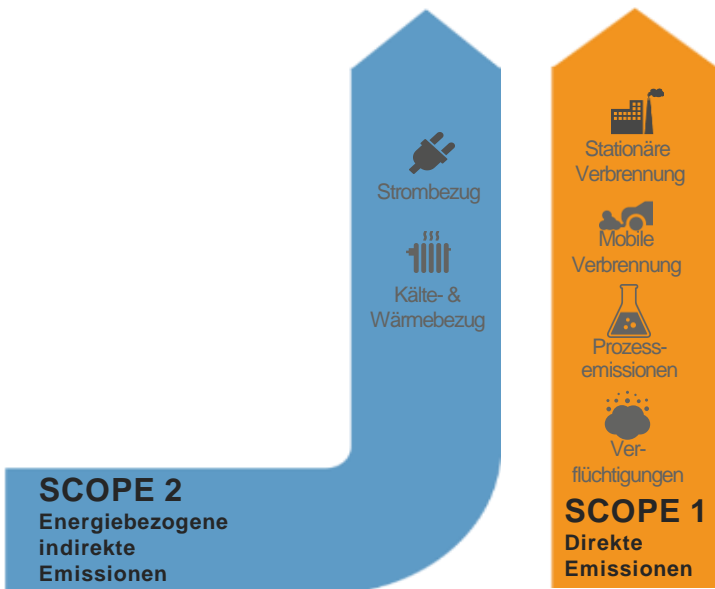 Strombezug
Kälte- &
Wärmebezug
SCOPE 2
Energiebezogene
indirekte
Emissionen
Stationäre
Verbrennung
Mobile
Verbrennung
Prozess-
emissionen
Ver-
flüchtigungen
SCOPE 1
Direkte
Emissionen